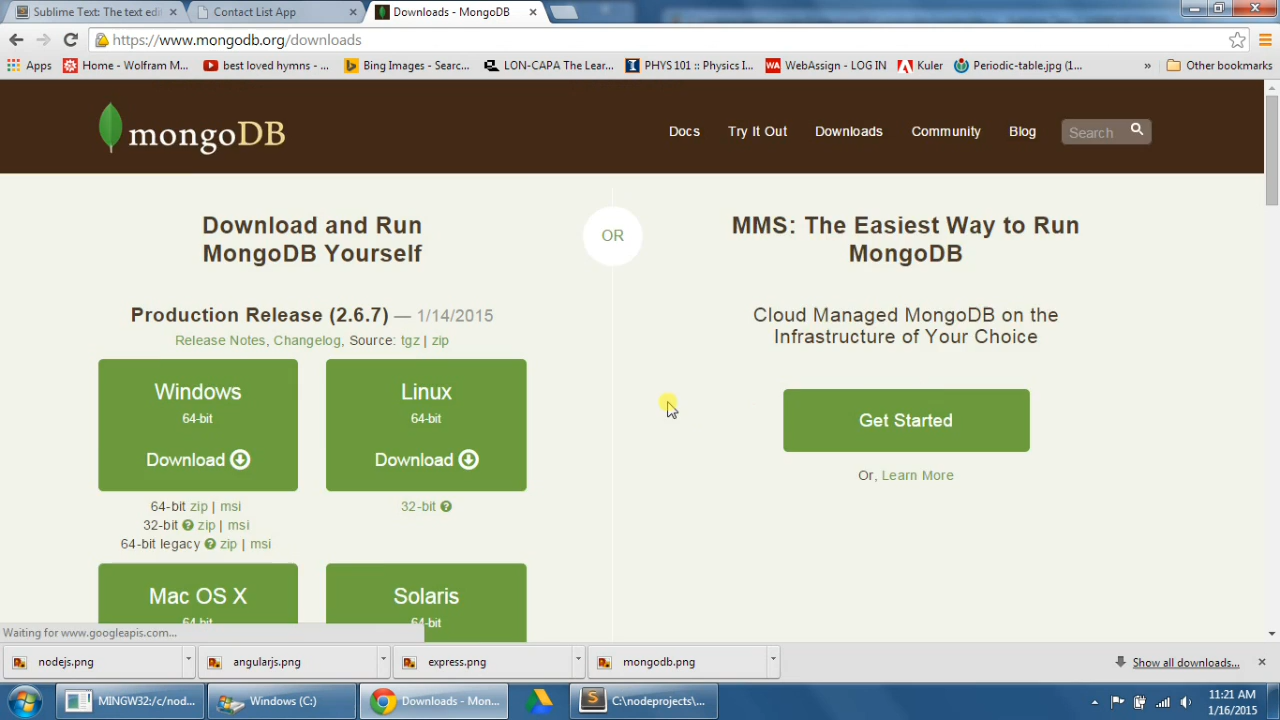 Sublime Text: The text edi
Contact List App
Downloads - MongoDB
https://www.mongodb.org/downloads
Apps
Home - Wolfram M...
best loved hymns - ...
Bing Images - Searc...
LON-CAPA The Lear...
PHYS 101 :: Physics I...
WebAssign - LOG IN
Kuler
Periodic-table.jpg (1...
»
Other bookmarks
mongoDB
Docs
Try It Out
Downloads
Community
Blog
Search
Download and Run
MongoDB Yourself
Production Release (2.6.7) — 1/14/2015
Release Notes, Changelog, Source: tgz | zip
Windows
64-bit
Download
64-bit zip | msi
32-bit ? zip | msi
64-bit legacy ? zip | msi
Linux
64-bit
Download
32-bit ?
Mac OS X
64-bit
Solaris
64-bit
OR
MMS: The Easiest Way to Run
MongoDB
Cloud Managed MongoDB on the
Infrastructure of Your Choice
Get Started
Or, Learn More
Waiting for www.googleapis.com...
nodejs.png
angularjs.png
express.png
mongodb.png
Show all downloads...
MINGW32:/c/nod...
Windows (C:)
Downloads - Mon...
C:\nodeprojects\...
11:21 AM
1/16/2015